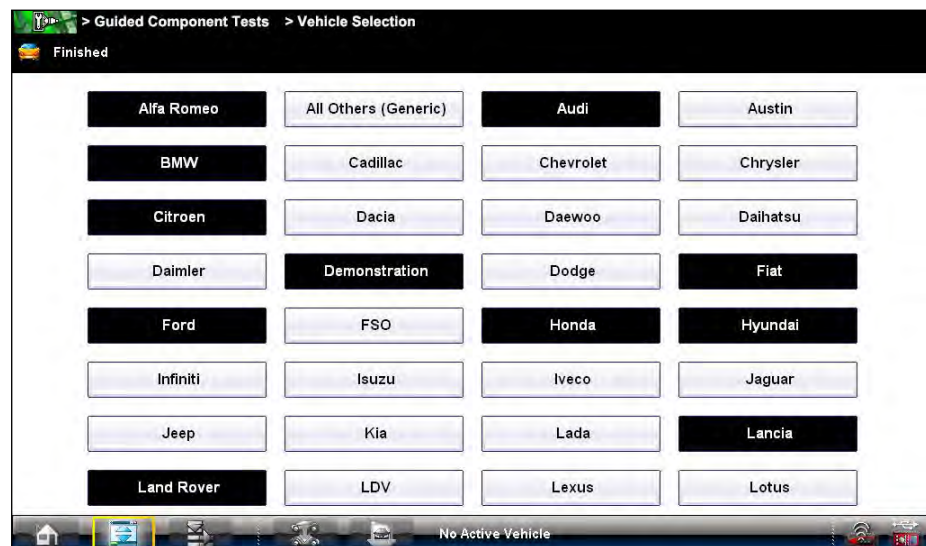 > Guided Component Tests > Vehicle Selection
Finished
Alfa Romeo All Others (Generic) Audi Austin
BMW Cadillac Chevrolet Chrysler
Citroen Dacia Daewoo Daihatsu
Daimler Demonstration Dodge Fiat
Ford FSO Honda Hyundai
Infiniti Isuzu Iveco Jaguar
Jeep Kia Lada Lancia
Land Rover LDV Lexus Lotus
No Active Vehicle